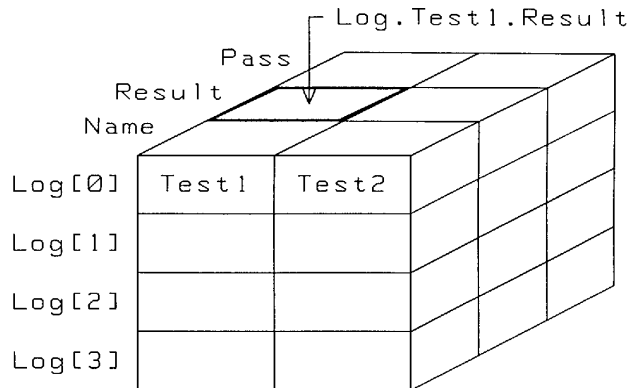 Log.Test1.Result
Pass
Result
Name
Log[0] Test1 Test2
Log[1]
Log[2]
Log[3]